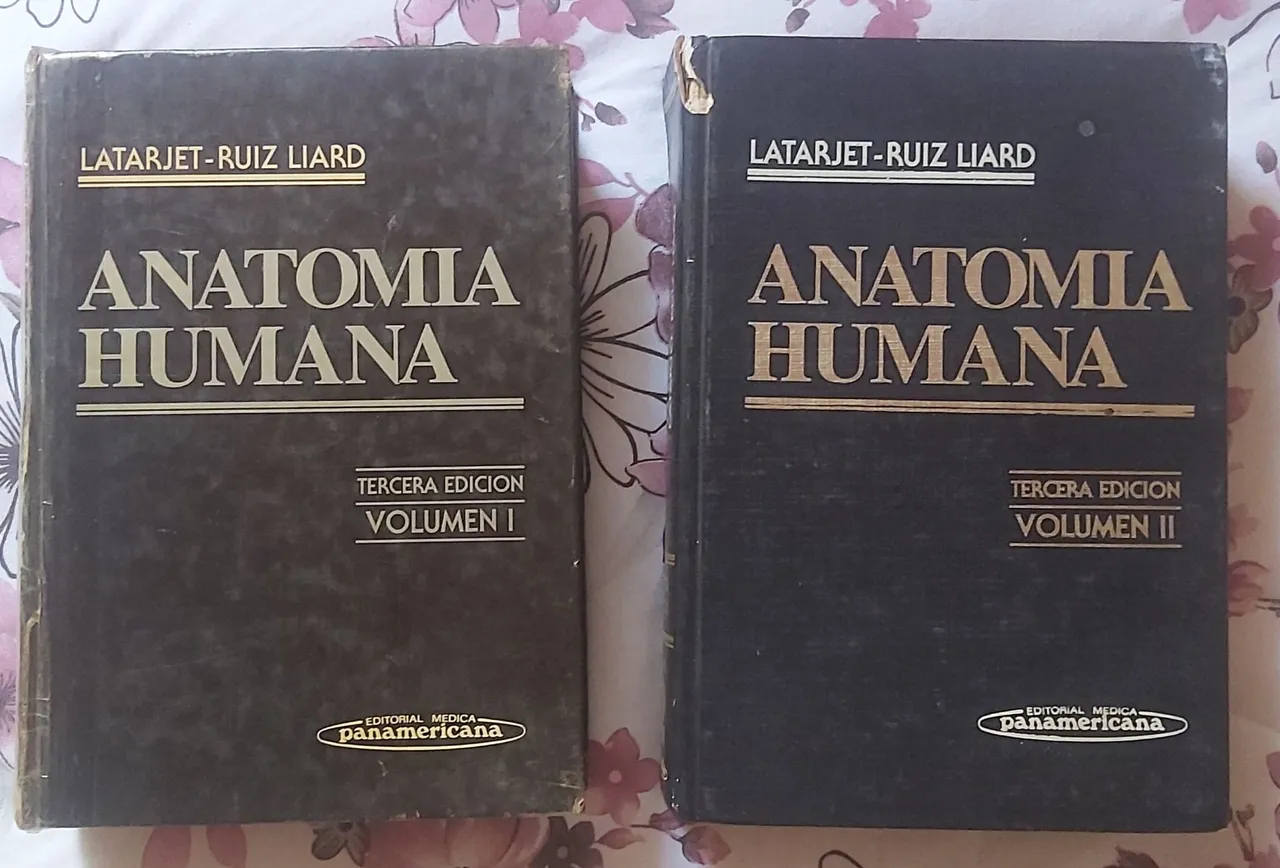 LATARJET-RUIZ LIARD
ANATOMIA
HUMANA
TERCERA EDICION
VOLUMEN I
EDITORIAL MEDICA
panamericana
LATARJET-RUIZ LIARD
ANATOMIA
HUMANA
TERCERA EDICION
VOLUMEN II
EDITORIAL MEDICA
panamericana